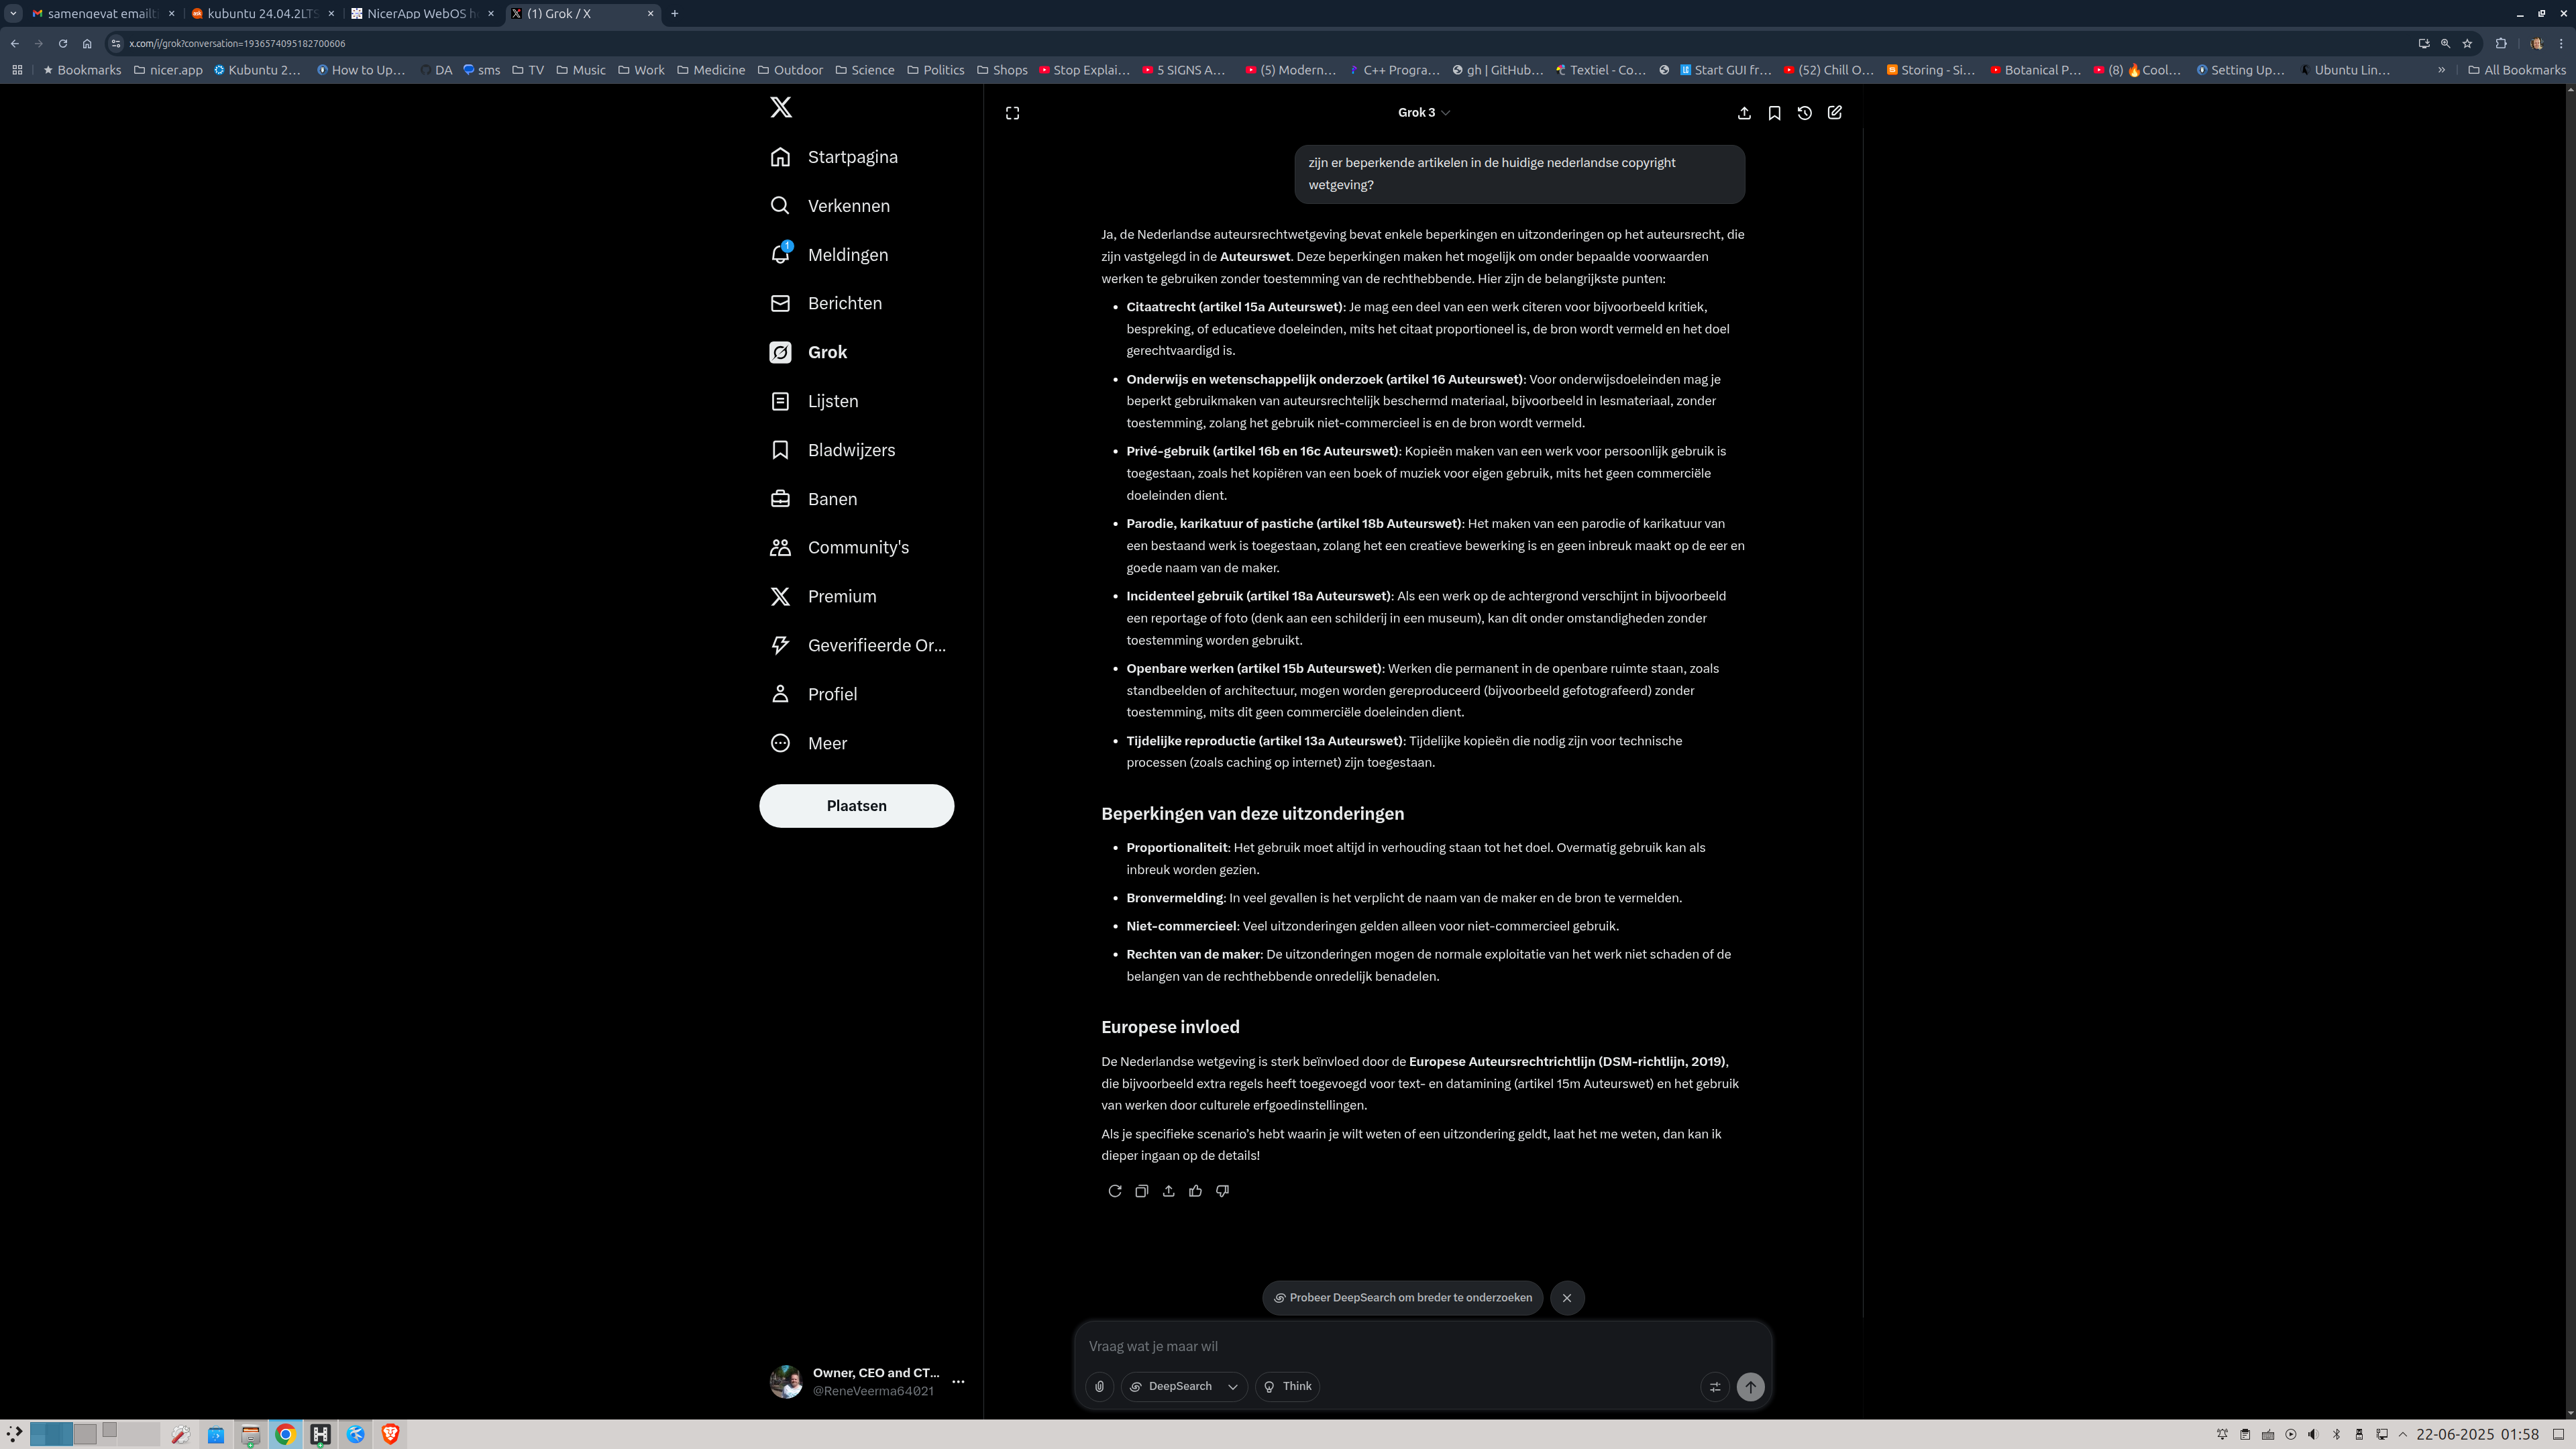 samengevat emailt
kubuntu 24.04.2LTS
NicerApp WebOS h
(1) Grok / X
x.com/i/grok?conversation=1936574095182700606
Bookmarks
nicer.app
Kubuntu 2...
How to Up...
DA
sms
TV
Music
Work
Medicine
Outdoor
Science
Politics
Shops
Stop Explai...
5 SIGNS A...
(5) Modern...
C++ Progra...
gh | GitHub...
Textiel - Co...
Start GUI fr...
(52) Chill O...
Storing - Si...
Botanical P...
(8) 🔥Cool...
Setting Up...
Ubuntu Lin...
»
All Bookmarks
Startpagina
Verkennen
1
Meldingen
Berichten
Grok
Lijsten
Bladwijzers
Banen
Community's
Premium
Geverifieerde Or...
Profiel
Meer
Plaatsen
Owner, CEO and CT...
@ReneVeerma64021
Grok 3
zijn er beperkende artikelen in de huidige nederlandse copyright
wetgeving?
Ja, de Nederlandse auteursrechtwetgeving bevat enkele beperkingen en uitzonderingen op het auteursrecht, die
zijn vastgelegd in de Auteurswet. Deze beperkingen maken het mogelijk om onder bepaalde voorwaarden
werken te gebruiken zonder toestemming van de rechthebbende. Hier zijn de belangrijkste punten:
• Citaatrecht (artikel 15a Auteurswet): Je mag een deel van een werk citeren voor bijvoorbeeld kritiek,
bespreking, of educatieve doeleinden, mits het citaat proportioneel is, de bron wordt vermeld en het doel
gerechtvaardigd is.
• Onderwijs en wetenschappelijk onderzoek (artikel 16 Auteurswet): Voor onderwijsdoeleinden mag je
beperkt gebruikmaken van auteursrechtelijk beschermd materiaal, bijvoorbeeld in lesmateriaal, zonder
toestemming, zolang het gebruik niet-commercieel is en de bron wordt vermeld.
• Privé-gebruik (artikel 16b en 16c Auteurswet): Kopieën maken van een werk voor persoonlijk gebruik is
toegestaan, zoals het kopiëren van een boek of muziek voor eigen gebruik, mits het geen commerciële
doeleinden dient.
• Parodie, karikatuur of pastiche (artikel 18b Auteurswet): Het maken van een parodie of karikatuur van
een bestaand werk is toegestaan, zolang het een creatieve bewerking is en geen inbreuk maakt op de eer en
goede naam van de maker.
• Incidenteel gebruik (artikel 18a Auteurswet): Als een werk op de achtergrond verschijnt in bijvoorbeeld
een reportage of foto (denk aan een schilderij in een museum), kan dit onder omstandigheden zonder
toestemming worden gebruikt.
• Openbare werken (artikel 15b Auteurswet): Werken die permanent in de openbare ruimte staan, zoals
standbeelden of architectuur, mogen worden gereproduceerd (bijvoorbeeld gefotografeerd) zonder
toestemming, mits dit geen commerciële doeleinden dient.
• Tijdelijke reproductie (artikel 13a Auteurswet): Tijdelijke kopieën die nodig zijn voor technische
processen (zoals caching op internet) zijn toegestaan.
Beperkingen van deze uitzonderingen
• Proportionaliteit: Het gebruik moet altijd in verhouding staan tot het doel. Overmatig gebruik kan als
inbreuk worden gezien.
• Bronvermelding: In veel gevallen is het verplicht de naam van de maker en de bron te vermelden.
• Niet-commercieel: Veel uitzonderingen gelden alleen voor niet-commercieel gebruik.
• Rechten van de maker: De uitzonderingen mogen de normale exploitatie van het werk niet schaden of de
belangen van de rechthebbende onredelijk benadelen.
Europese invloed
De Nederlandse wetgeving is sterk beïnvloed door de Europese Auteursrechtrichtlijn (DSM-richtlijn, 2019),
die bijvoorbeeld extra regels heeft toegevoegd voor text- en datamining (artikel 15m Auteurswet) en het gebruik
van werken door culturele erfgoedinstellingen.
Als je specifieke scenario's hebt waarin je wilt weten of een uitzondering geldt, laat het me weten, dan kan ik
dieper ingaan op de details!
Probeer DeepSearch om breder te onderzoeken
Vraag wat je maar wil
DeepSearch
Think
22-06-2025 01:58